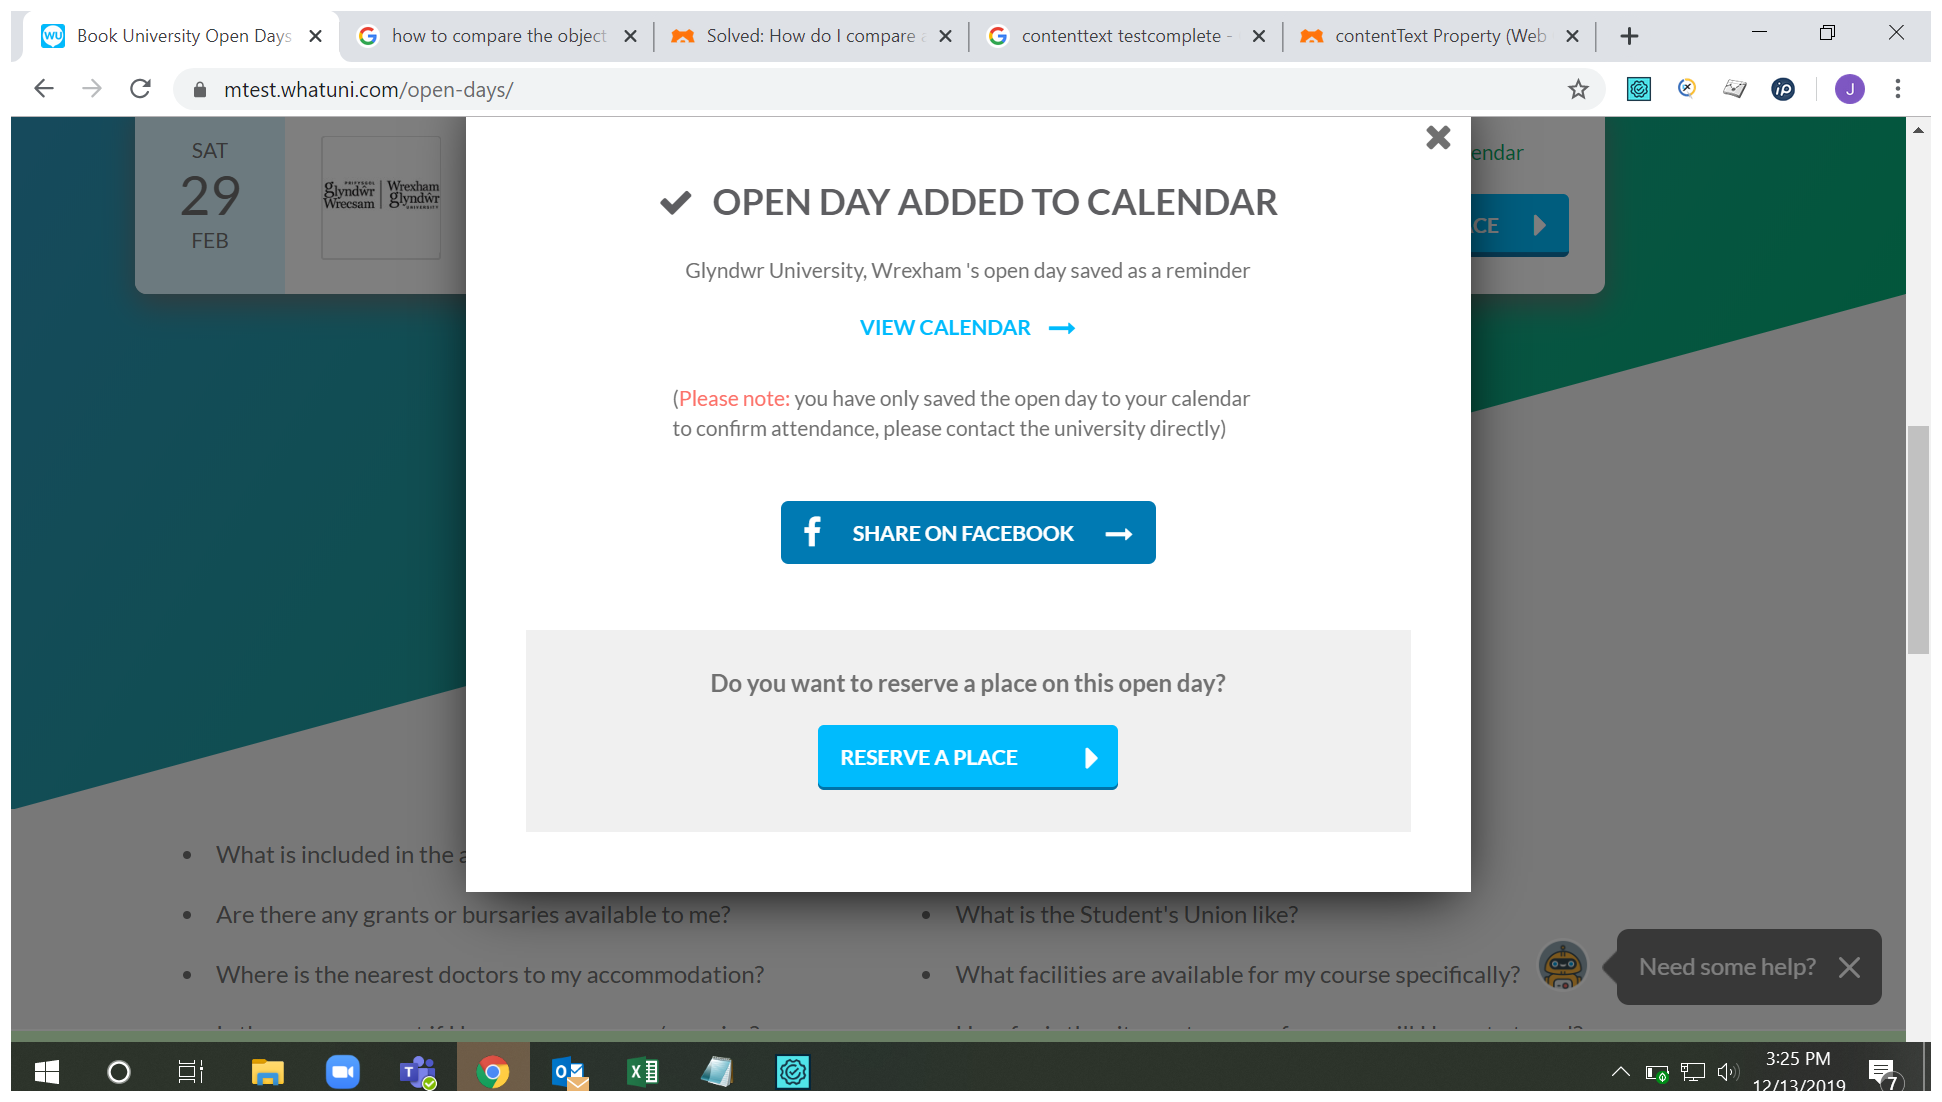 Book University Open Days
how to compare the object
Solved: How do I compare
contenttext testcomplete -
contentText Property (Web
mtest.whatuni.com/open-days/
J
SAT
29
FEB
PRIFYSGOL
glyndŵr
Wrecsam
Wrexham
glyndŵr
UNIVERSITY
endar
CE
OPEN DAY ADDED TO CALENDAR
Glyndwr University, Wrexham 's open day saved as a reminder
VIEW CALENDAR
(Please note: you have only saved the open day to your calendar
to confirm attendance, please contact the university directly)
SHARE ON FACEBOOK
Do you want to reserve a place on this open day?
RESERVE A PLACE
• What is included in the a
• Are there any grants or bursaries available to me?
• What is the Student's Union like?
• Where is the nearest doctors to my accommodation?
• What facilities are available for my course specifically?
Need some help?
3:25 PM
12/13/2019
7